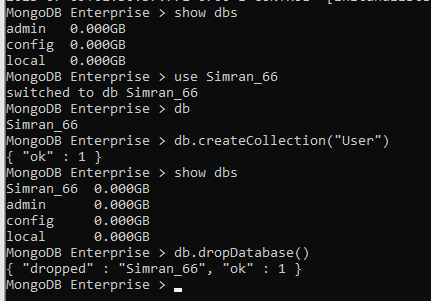 MongoDB Enterprise > show dbs
admin   0.000GB
config  0.000GB
local   0.000GB
MongoDB Enterprise > use Simran_66
switched to db Simran_66
MongoDB Enterprise > db
Simran_66
MongoDB Enterprise > db.createCollection("User")
{ "ok" : 1 }
MongoDB Enterprise > show dbs
Simran_66  0.000GB
admin      0.000GB
config     0.000GB
local      0.000GB
MongoDB Enterprise > db.dropDatabase()
{ "dropped" : "Simran_66", "ok" : 1 }
MongoDB Enterprise >